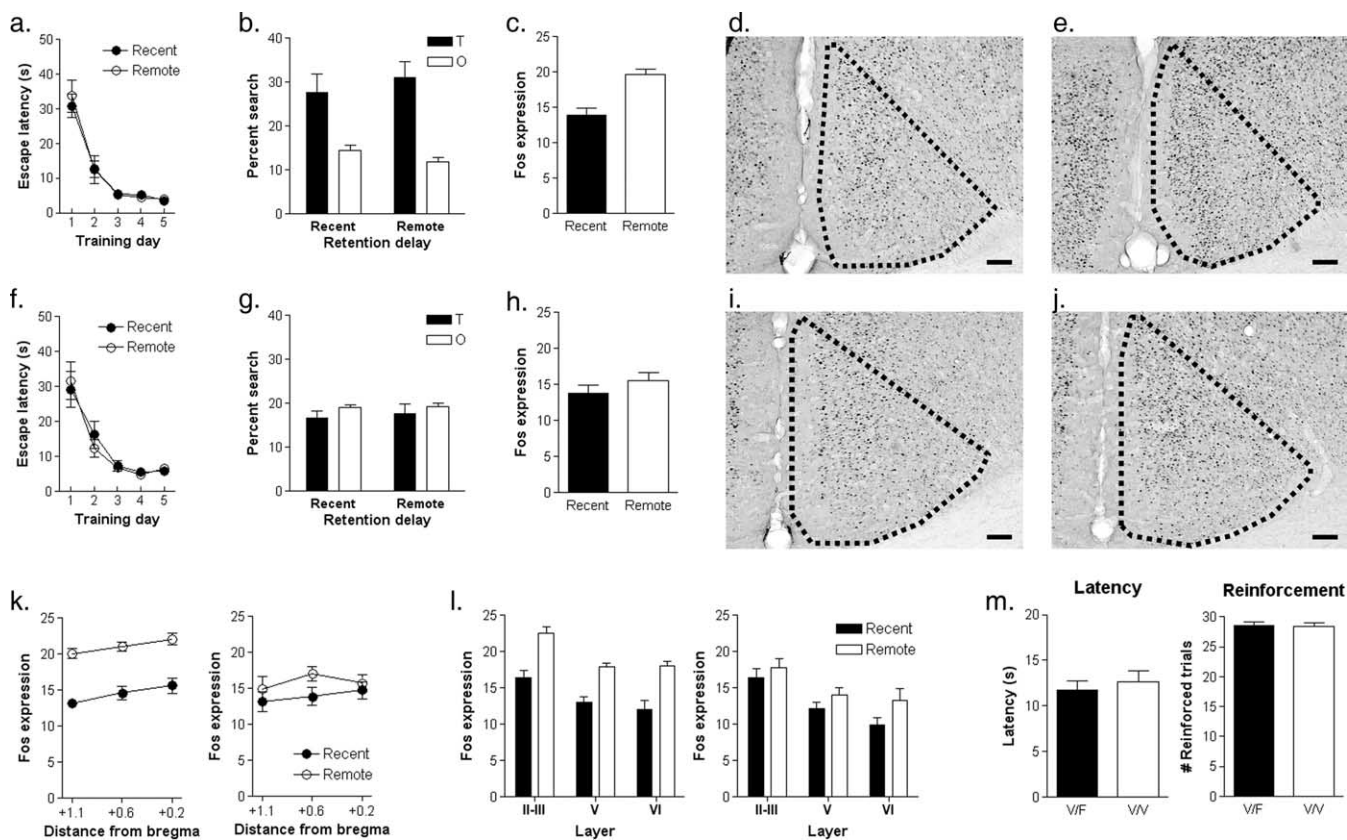 a.
50
40
30
20
10
0
Escape latency (s)
Recent
Remote
1 2 3 4 5
Training day
b.
40
30
20
10
0
Percent search
T
O
Recent Remote
Retention delay
c.
25
20
15
10
5
0
Fos expression
Recent Remote
d.
e.
f.
50
40
30
20
10
0
Escape latency (s)
Recent
Remote
1 2 3 4 5
Training day
g.
40
30
20
10
0
Percent search
T
O
Recent Remote
Retention delay
h.
25
20
15
10
5
0
Fos expression
Recent Remote
i.
j.
k.
25
20
15
10
5
0
Fos expression
+1.1 +0.6 +0.2
Distance from bregma
25
20
15
10
5
0
Fos expression
Recent
Remote
+1.1 +0.6 +0.2
Distance from bregma
l.
25
20
15
10
5
0
Fos expression
II-III V VI
Layer
25
20
15
10
5
0
Fos expression
Recent
Remote
II-III V VI
Layer
m.
Latency
20
15
10
5
0
Latency (s)
V/F V/V
Reinforcement
30
25
20
15
10
5
0
# Reinforced trials
V/F V/V